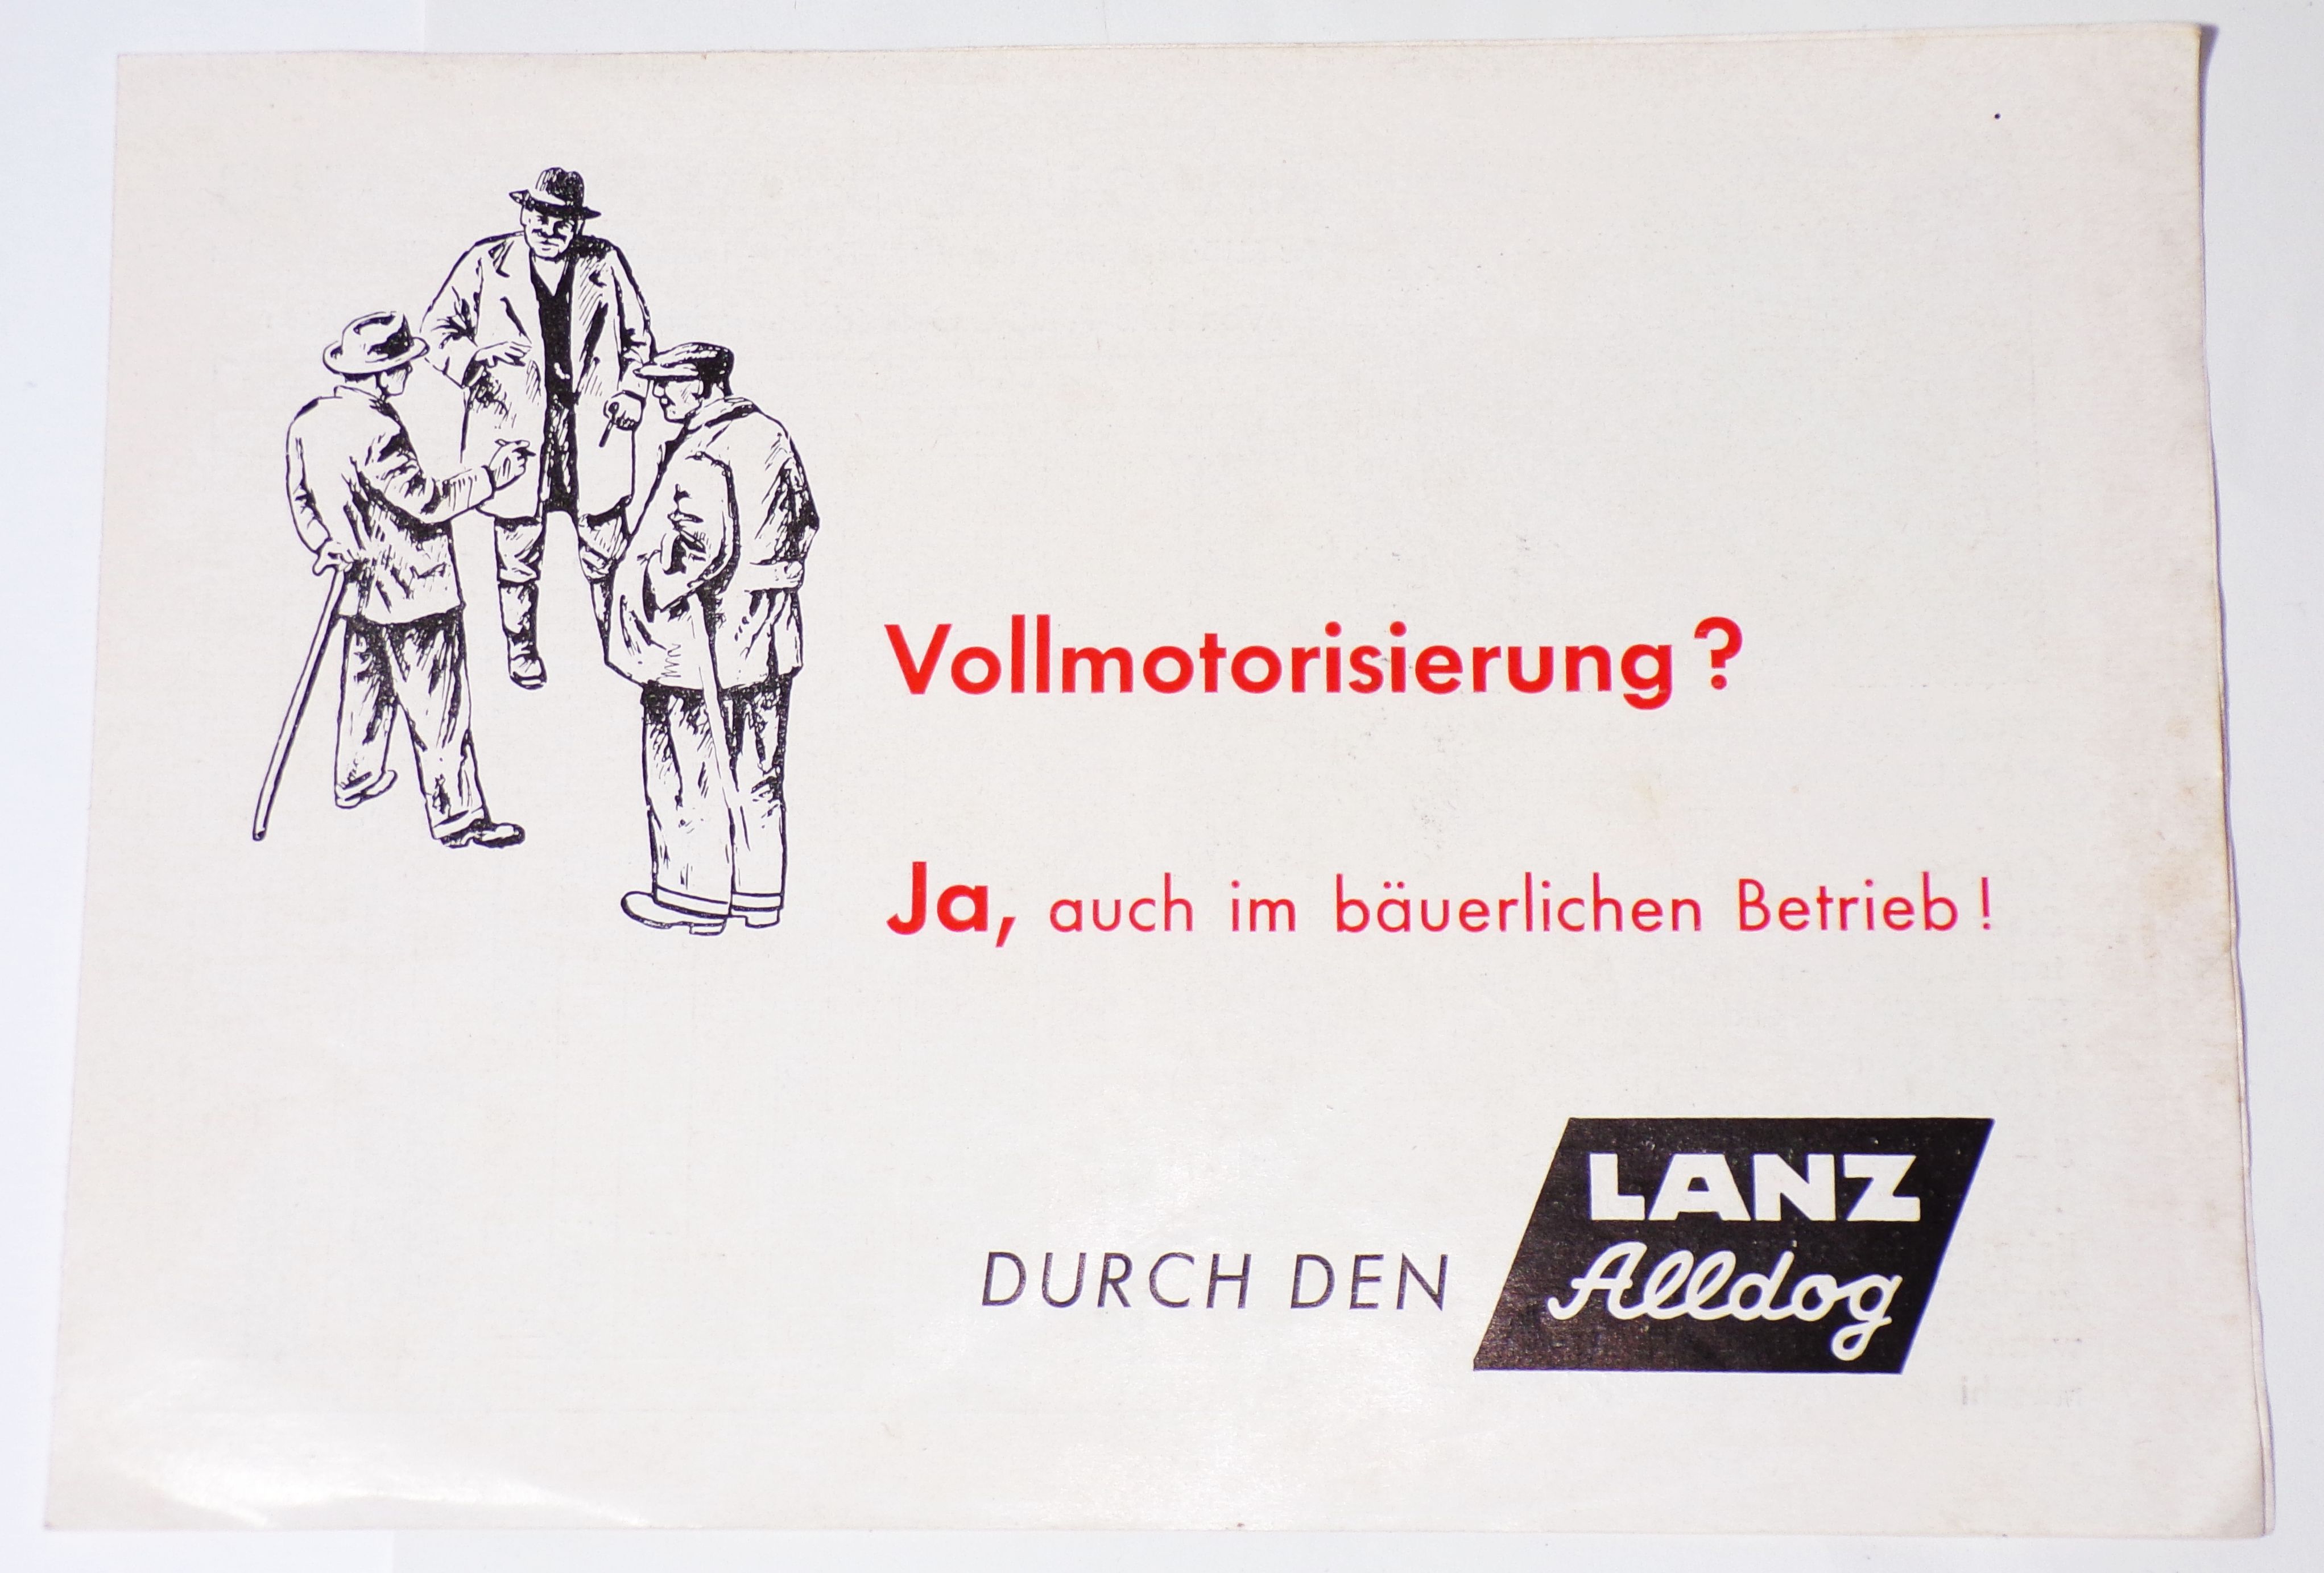 Vollmotorisierung?
Ja, auch im bäuerlichen Betrieb!
DURCH DEN
LANZ
Alldog